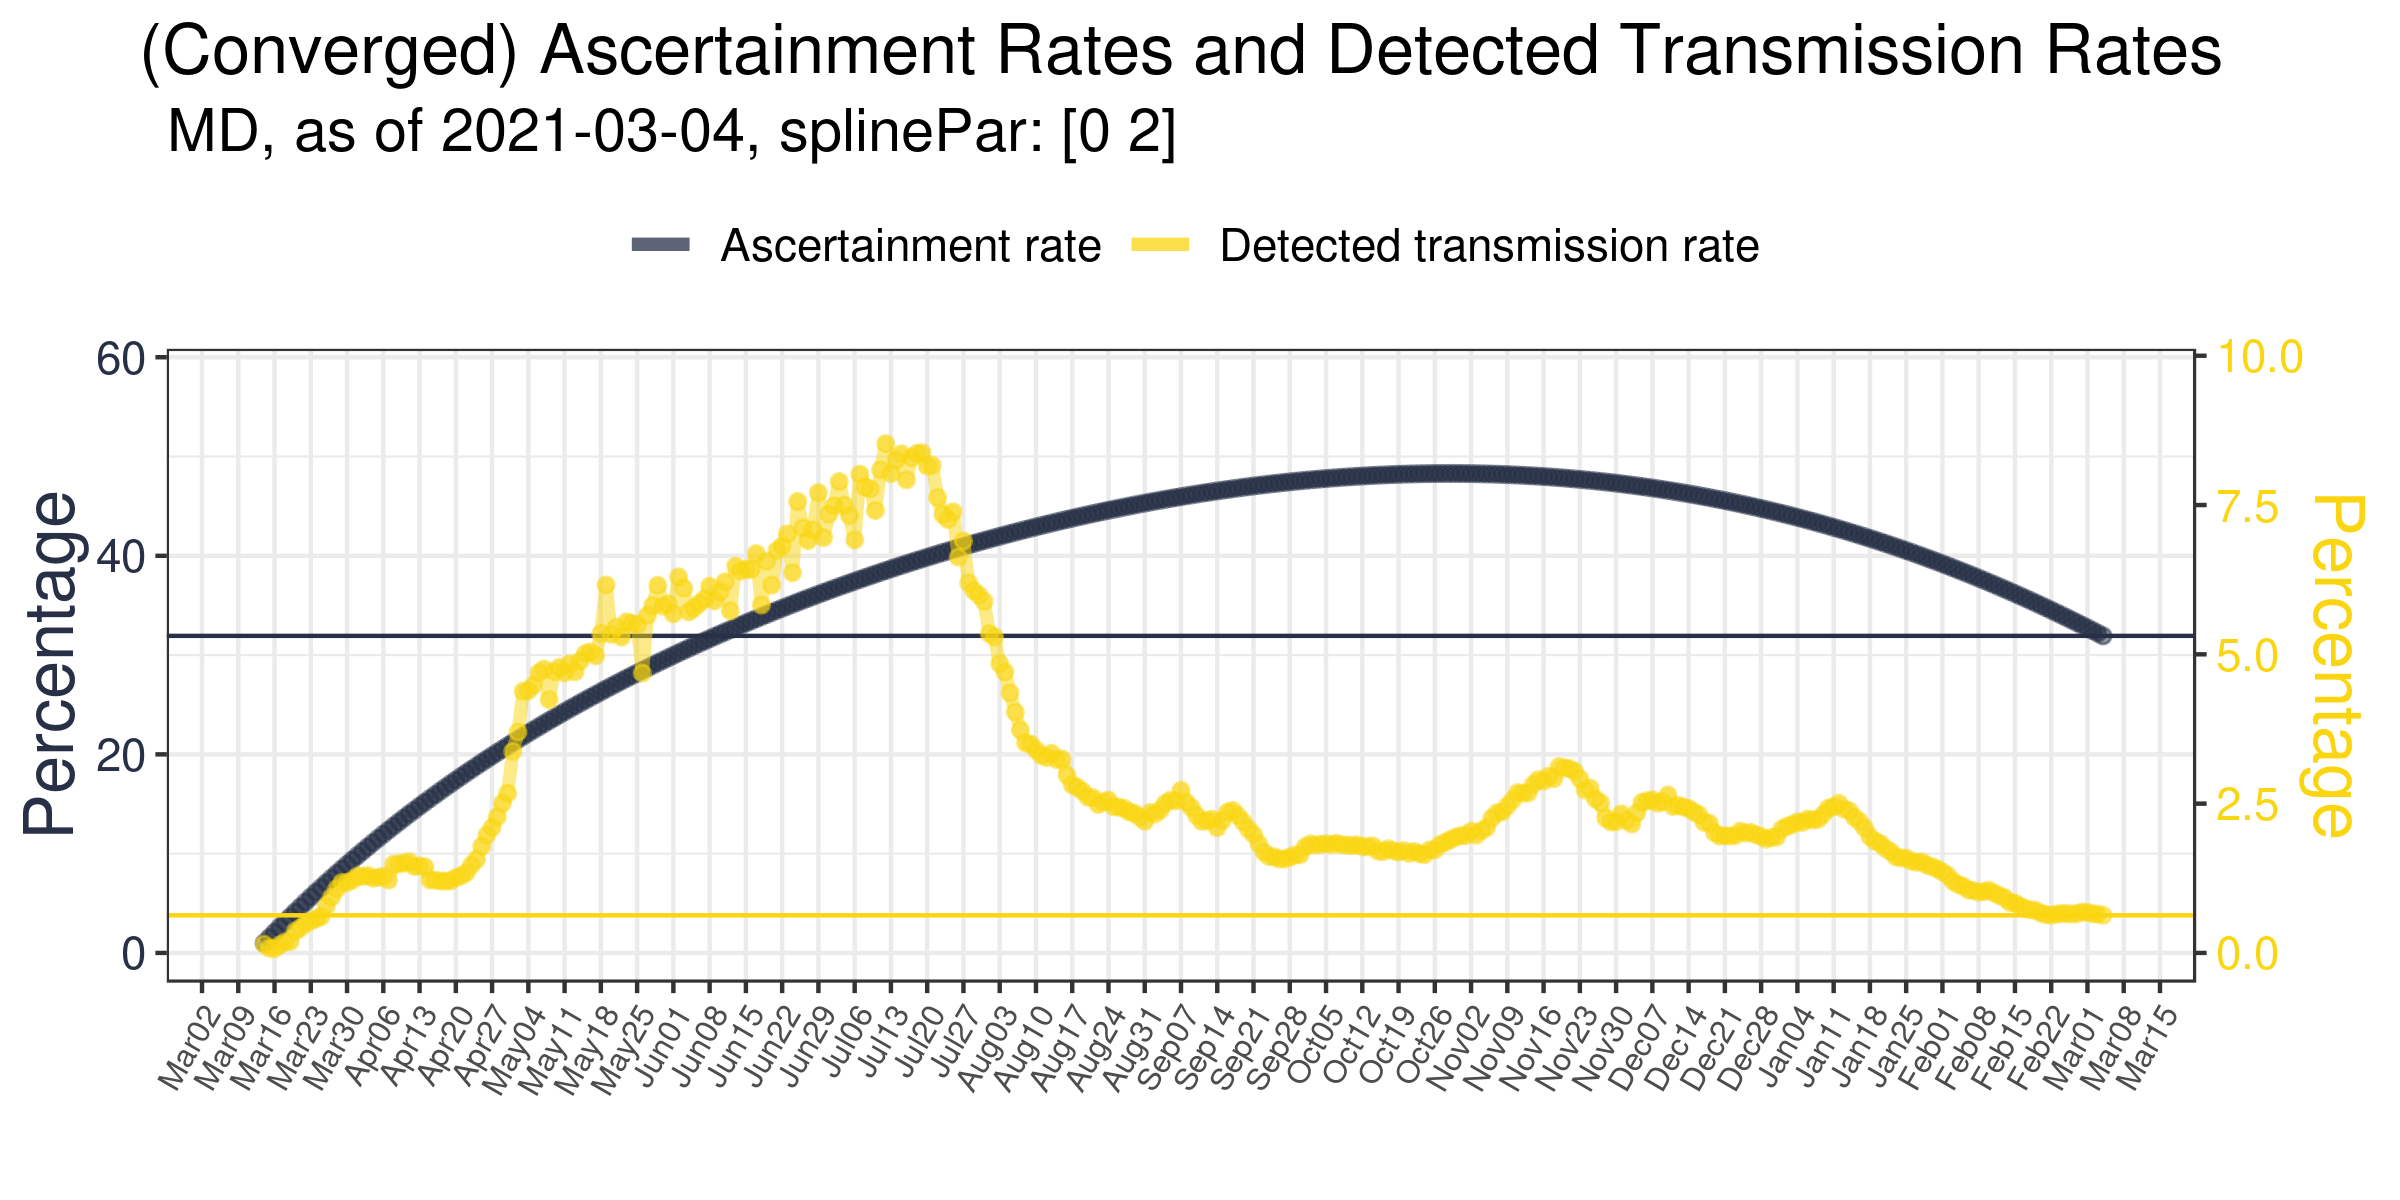 (Converged) Ascertainment Rates and Detected Transmission Rates
MD, as of 2021-03-04, splinePar: [0 2]
Ascertainment rate Detected transmission rate
60
40
20
0
Percentage
10.0
7.5
5.0
2.5
0.0
Percentage
Mar02 Mar09 Mar16 Mar23 Mar30 Apr06 Apr13 Apr20 Apr27 May04 May11 May18 May25 Jun01 Jun08 Jun15 Jun22 Jun29 Jul06 Jul13 Jul20 Jul27 Aug03 Aug10 Aug17 Aug24 Aug31 Sep07 Sep14 Sep21 Sep28 Oct05 Oct12 Oct19 Oct26 Nov02 Nov09 Nov16 Nov23 Nov30 Dec07 Dec14 Dec21 Dec28 Jan04 Jan11 Jan18 Jan25 Feb01 Feb08 Feb15 Feb22 Mar01 Mar08 Mar15